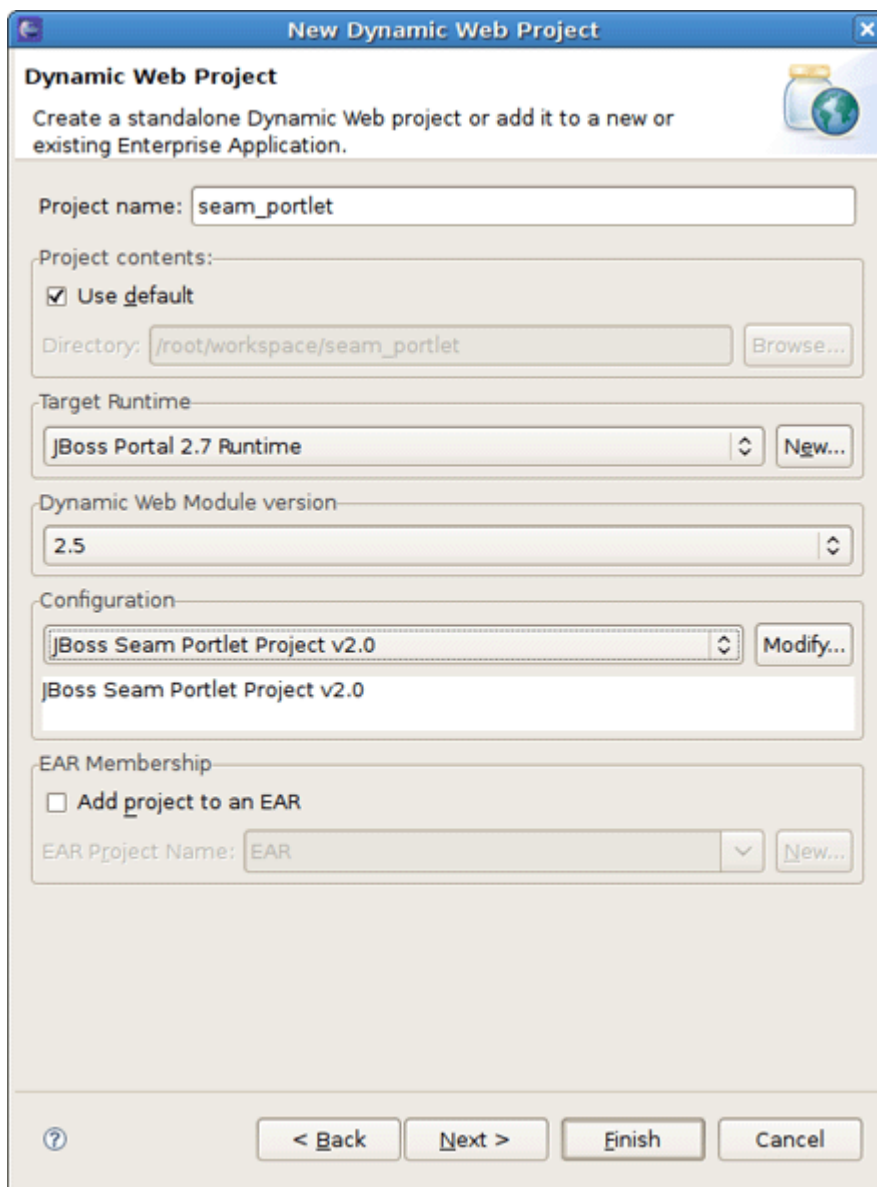 New Dynamic Web Project
Dynamic Web Project
Create a standalone Dynamic Web project or add it to a new or
existing Enterprise Application.
Project name: seam_portlet
Project contents:
Use default
Directory: /root/workspace/seam_portlet Browse...
Target Runtime
JBoss Portal 2.7 Runtime New...
Dynamic Web Module version
2.5
Configuration
JBoss Seam Portlet Project v2.0 Modify...
JBoss Seam Portlet Project v2.0
EAR Membership
Add project to an EAR
EAR Project Name: EAR New...
? < Back Next > Finish Cancel